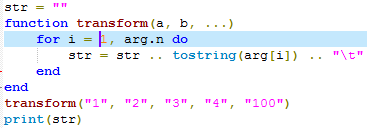 str = ""
function transform(a, b, ...)
    for i = 1, arg.n do
        str = str .. tostring(arg[i]) .. "\t"
    end
end
transform("1", "2", "3", "4", "100")
print(str)